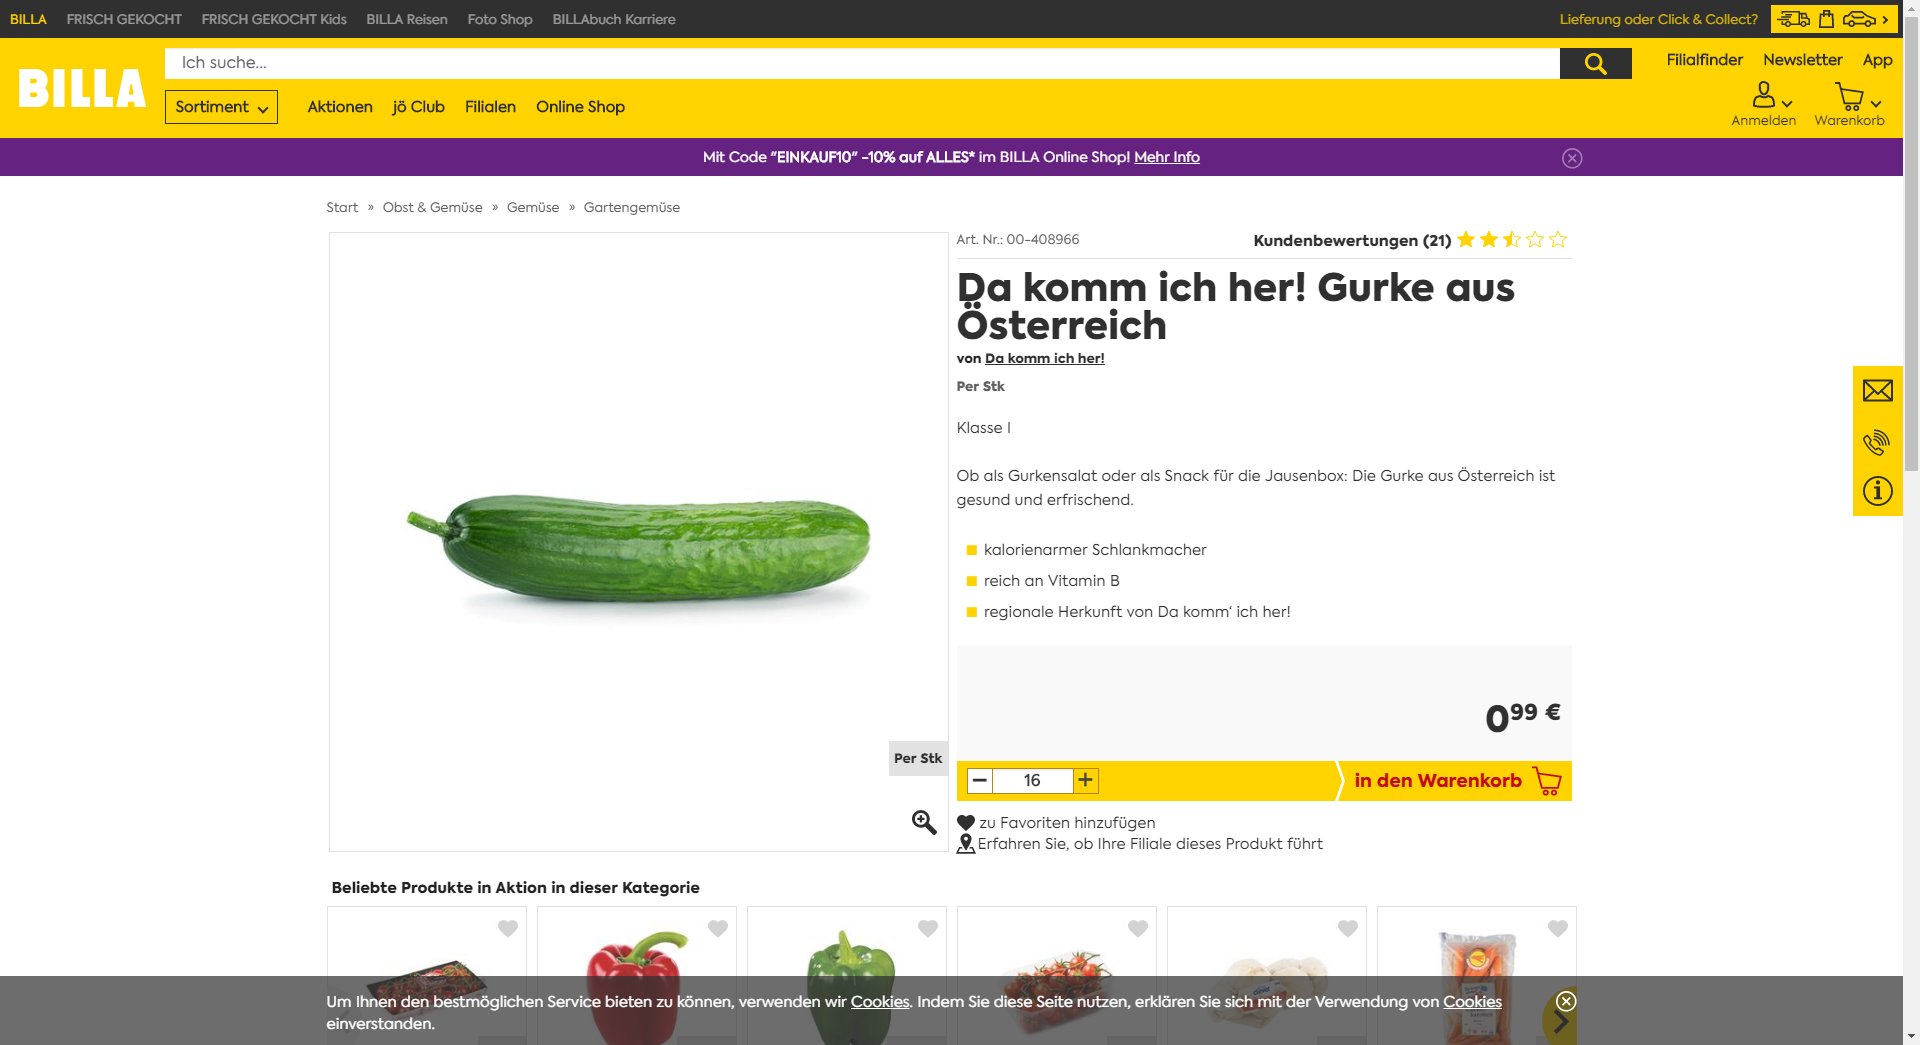 BILLA FRISCH GEKOCHT FRISCH GEKOCHT Kids BILLA Reisen Foto Shop BILLAbuch Karriere Lieferung oder Click & Collect?
BILLA
Ich suche...
Filialfinder Newsletter App
Sortiment Aktionen jö Club Filialen Online Shop
Anmelden Warenkorb
Mit Code "EINKAUF10" -10% auf ALLES* im BILLA Online Shop! Mehr Info
Start » Obst & Gemüse » Gemüse » Gartengemüse
Art. Nr.: 00-408966
Kundenbewertungen (21)
Da komm ich her! Gurke aus
Österreich
von Da komm ich her!
Per Stk
Klasse I
Ob als Gurkensalat oder als Snack für die Jausenbox: Die Gurke aus Österreich ist
gesund und erfrischend.
kalorienarmer Schlankmacher
reich an Vitamin B
regionale Herkunft von Da komm‘ ich her!
0 99 €
Per Stk
16
in den Warenkorb
zu Favoriten hinzufügen
Erfahren Sie, ob Ihre Filiale dieses Produkt führt
Beliebte Produkte in Aktion in dieser Kategorie
Um Ihnen den bestmöglichen Service bieten zu können, verwenden wir Cookies. Indem Sie diese Seite nutzen, erklären Sie sich mit der Verwendung von Cookies
einverstanden.